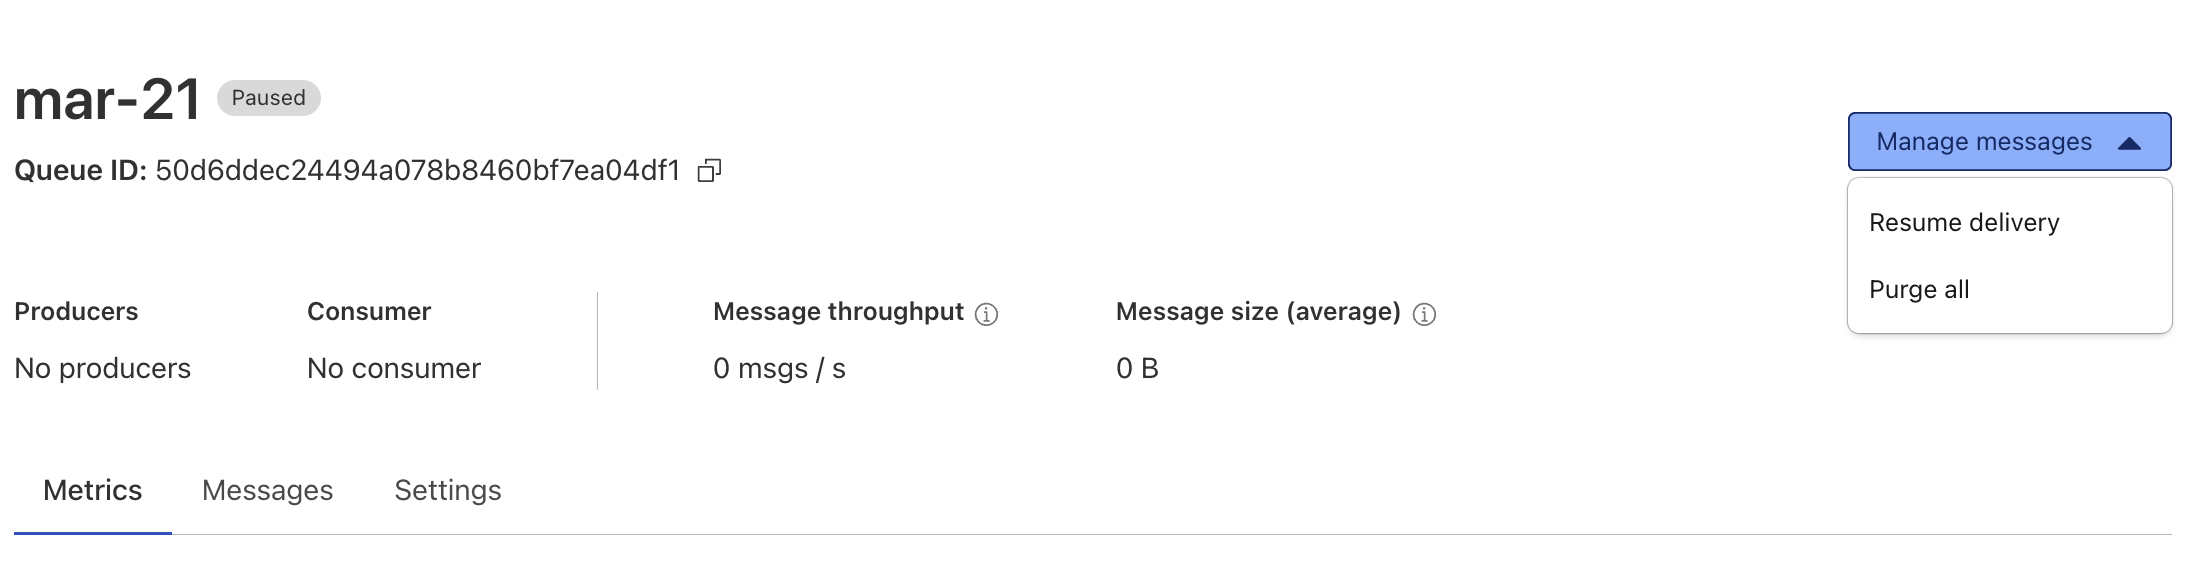 mar-21 Paused
Queue ID: 50d6ddec24494a078b8460bf7ea04df1
Manage messages
Resume delivery
Purge all
Producers
No producers
Consumer
No consumer
Message throughput
0 msgs / s
Message size (average)
0 B
Metrics Messages Settings